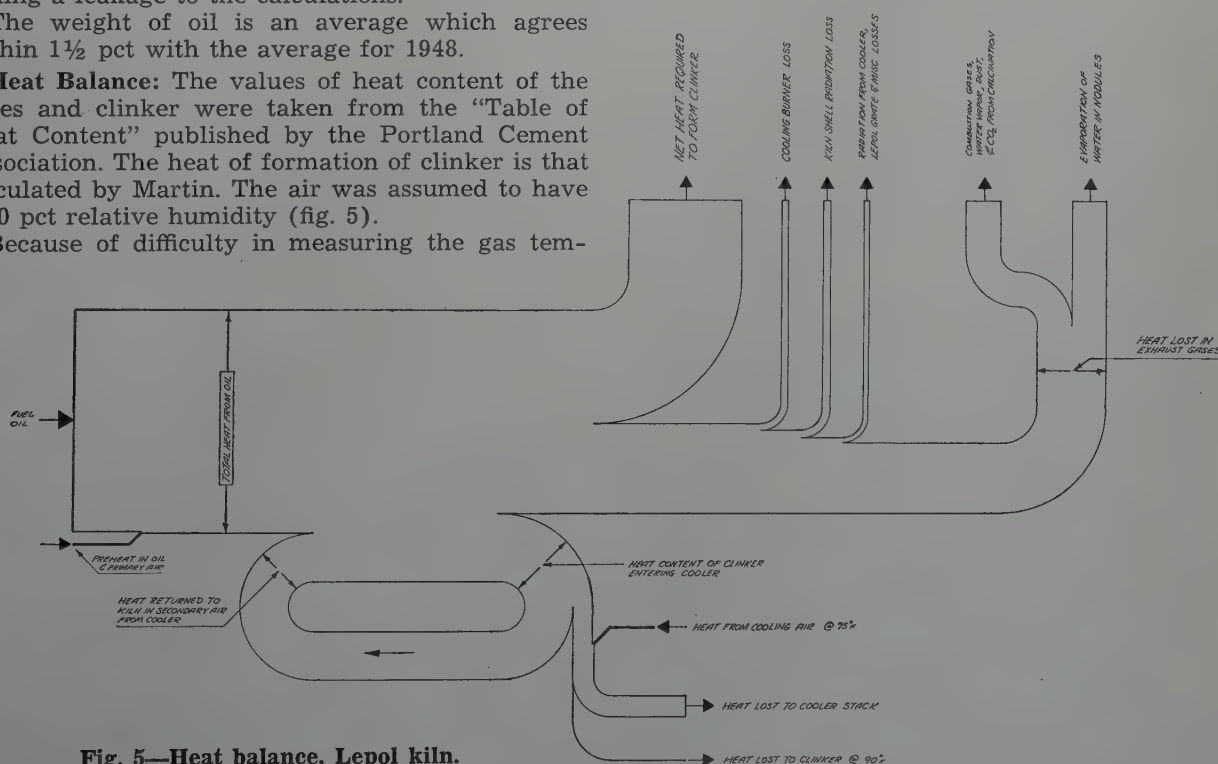 a leakage to the calculations.
The weight of oil is an average which agrees
1½ pct with the average for 1948.
Heat Balance: The values of heat content of the
and clinker were taken from the “Table of
Content” published by the Portland Cement
The heat of formation of clinker is that
by Martin. The air was assumed to have
pct relative humidity (fig. 5).
Because of difficulty in measuring the gas tem-
NET HEAT REQUIRED
TO FORM CLINKER
COOLING BURNER LOSS
KILN SHELL RADIATION LOSS
RADIATION FROM COOLER,
LEPOL GRATE & MISC LOSSES
COMBUSTION GASES,
WATER VAPOR, DUST,
& CO₂ FROM CALCINATION
EVAPORATION OF
WATER IN NODULES
HEAT LOST IN
EXHAUST GASES
FUEL
OIL
TOTAL HEAT FROM OIL
PREHEAT IN OIL
& PRIMARY AIR
HEAT RETURNED TO
KILN IN SECONDARY AIR
FROM COOLER
HEAT CONTENT OF CLINKER
ENTERING COOLER
HEAT FROM COOLING AIR @ 75°F
HEAT LOST TO COOLER STACK
HEAT LOST TO CLINKER @ 90°F
Fig. 5—Heat balance, Lepol kiln.